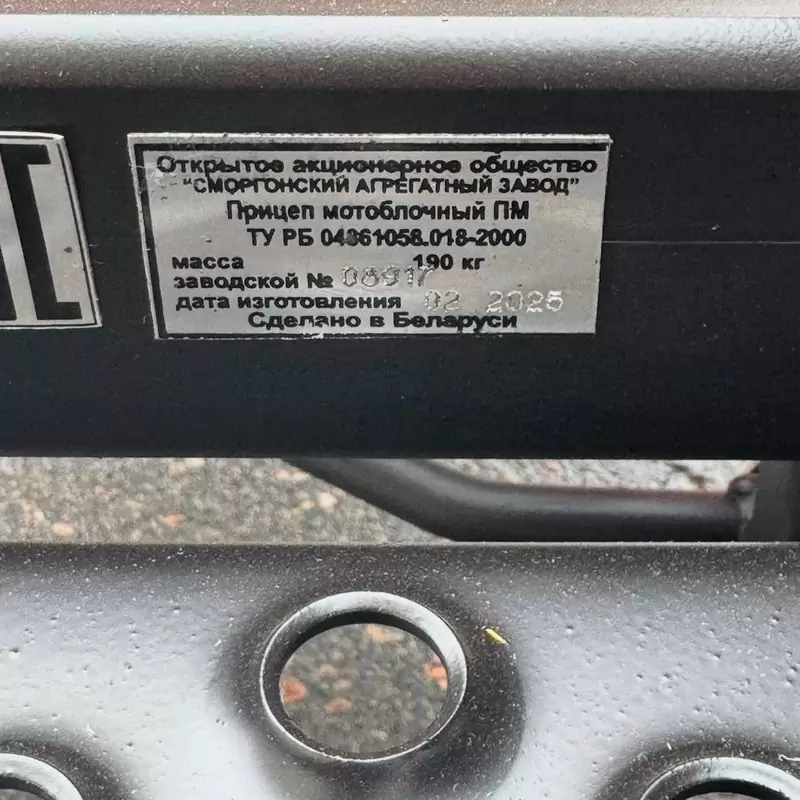 Открытое акционерное общество
"СМОРГОНСКИЙ АГРЕГАТНЫЙ ЗАВОД"
Прицеп мотоблочный ПМ
ТУ РБ 04861058.018-2000
масса 190 кг
заводской № 08917
дата изготовления 02 2025
Сделано в Беларуси